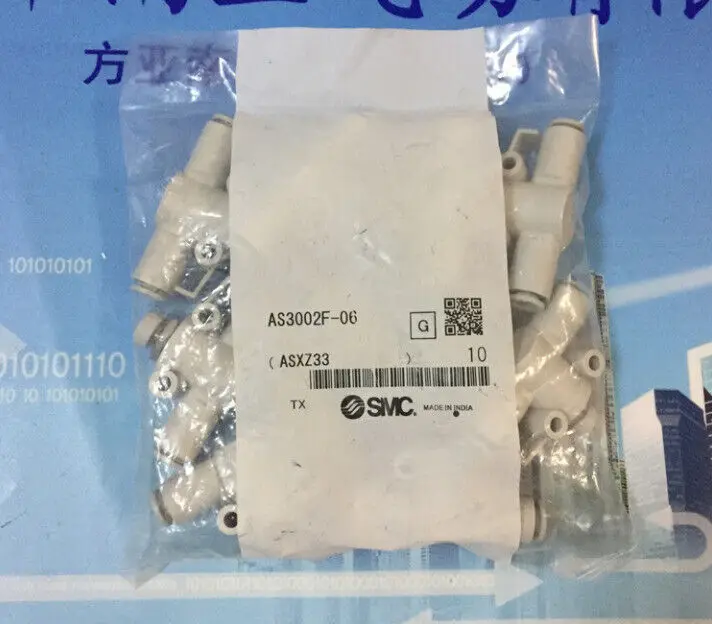 方亚
101010101
010101110
10 10 101010101
AS3002F-06
G
(ASXZ33 ) 10
TX SMC. MADE IN INDIA